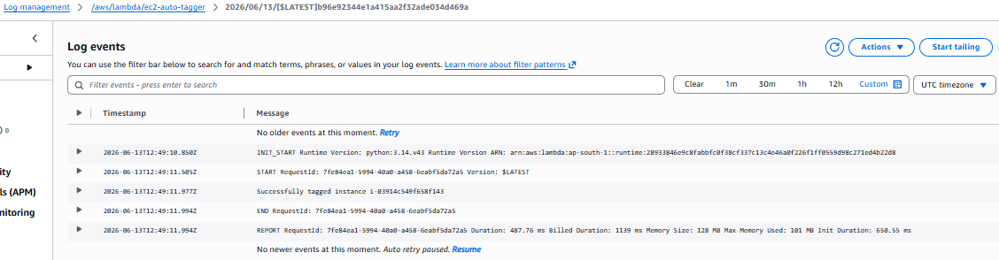 Log management > /aws/lambda/ec2-auto-tagger > 2026/06/13/[$LATEST]b96e92344e1a415aa2f32ade034d469a
Log events
Actions Start tailing
You can use the filter bar below to search for and match terms, phrases, or values in your log events. Learn more about filter patterns
Filter events - press enter to search
Clear 1m 30m 1h 12h Custom UTC timezone
Timestamp Message
No older events at this moment. Retry
0
2026-06-13T12:49:10.850Z INIT_START Runtime Version: python:3.14.v43 Runtime Version ARN: arn:aws:lambda:ap-south-1::runtime:28933846e9c8fabbfc0f38cf337c13c4e46a0f226f1ff0559d98c271ed4b22d8
ity
2026-06-13T12:49:11.505Z START RequestId: 7fe84ea1-5994-40a0-a458-6eabf5da72a5 Version: $LATEST
ls (APM)
2026-06-13T12:49:11.977Z Successfully tagged instance i-03914c549f658f143
nitoring
2026-06-13T12:49:11.994Z END RequestId: 7fe84ea1-5994-40a0-a458-6eabf5da72a5
2026-06-13T12:49:11.994Z REPORT RequestId: 7fe84ea1-5994-40a0-a458-6eabf5da72a5 Duration: 487.76 ms Billed Duration: 1139 ms Memory Size: 128 MB Max Memory Used: 101 MB Init Duration: 650.55 ms
No newer events at this moment. Auto retry paused. Resume